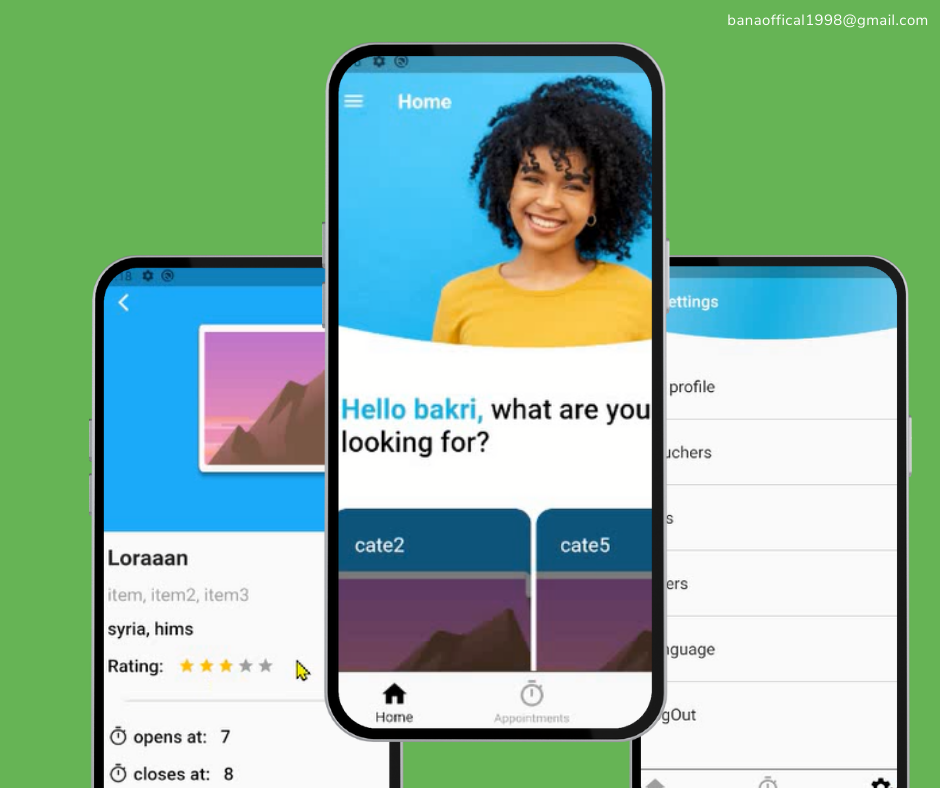 banaoffical1998@gmail.com
Home
Hello bakri, what are you
looking for?
cate2
cate5
Home
Appointments
Loraaan
item, item2, item3
syria, hims
Rating:
opens at: 7
closes at: 8
ettings
profile
uchers
s
ers
nguage
gOut